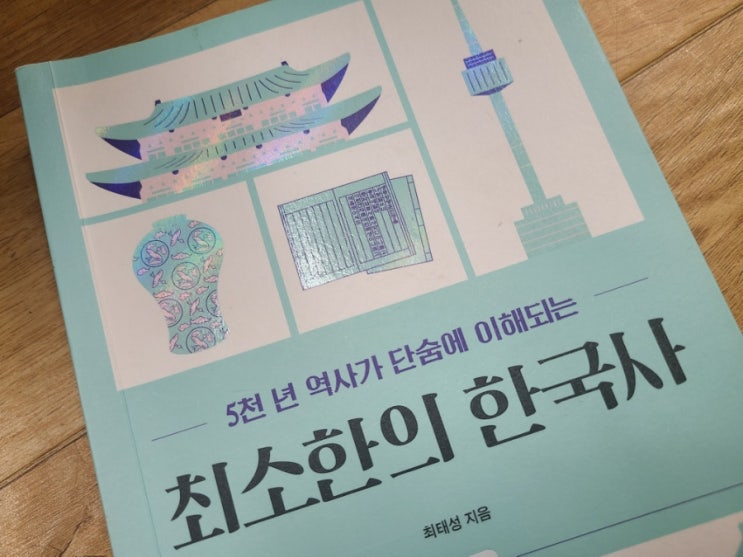 5천 년 역사가 단숨에 이해되는
최소한의 한국사
최태성 지음